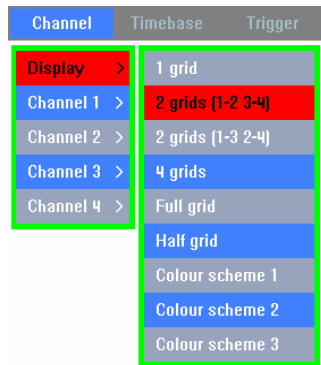 Channel Timebase Trigger
Display >
Channel 1 >
Channel 2 >
Channel 3 >
Channel 4 >
1 grid
2 grids (1-2 3-4)
2 grids (1-3 2-4)
4 grids
Full grid
Half grid
Colour scheme 1
Colour scheme 2
Colour scheme 3